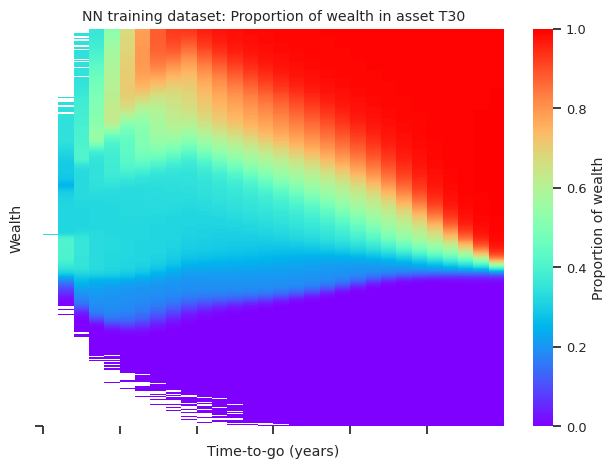 NN training dataset: Proportion of wealth in asset T30
Wealth
Time-to-go (years)
1.0
0.8
0.6
0.4
0.2
0.0
Proportion of wealth